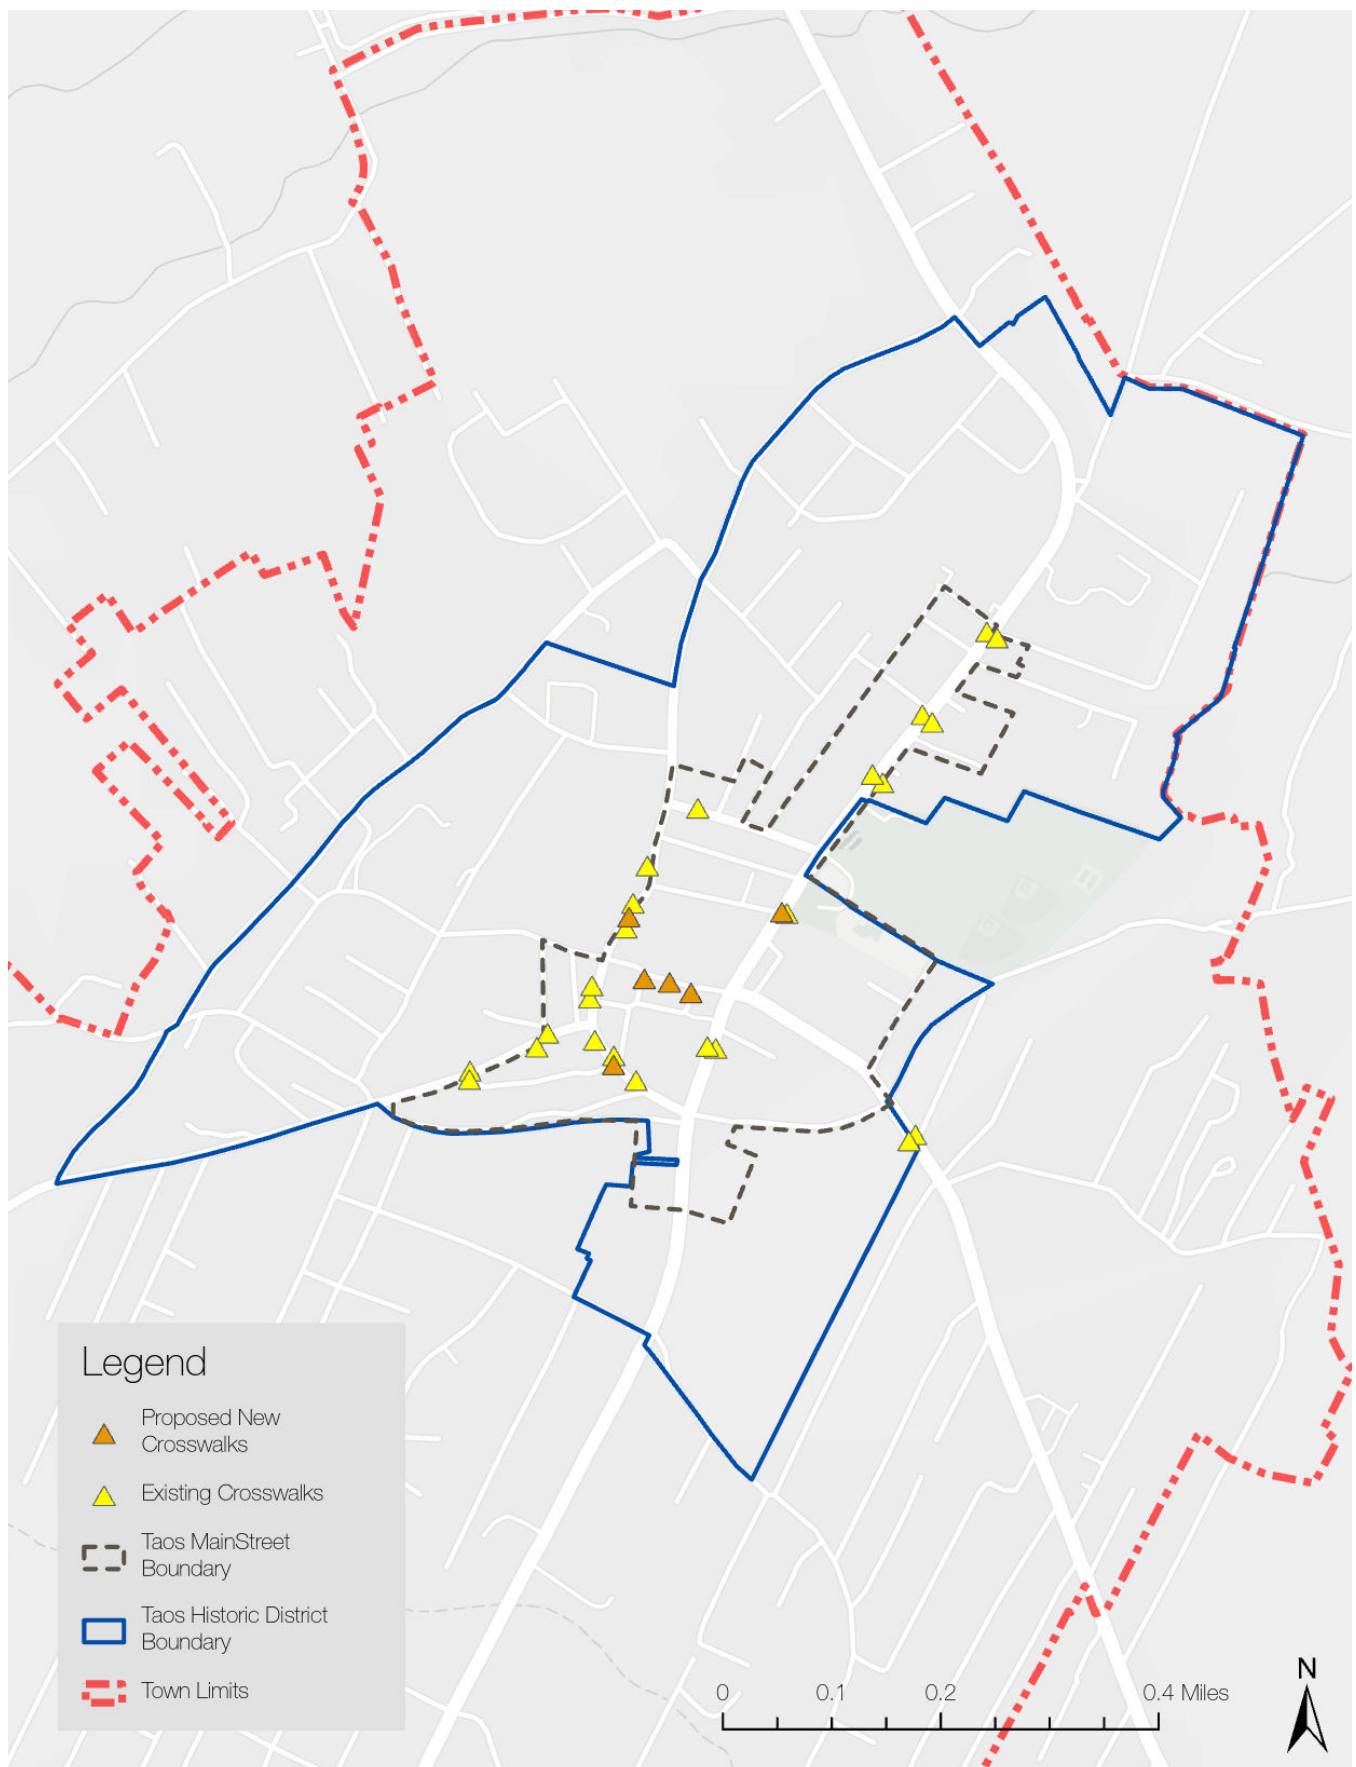 Legend
Proposed New
Crosswalks
Existing Crosswalks
Taos MainStreet
Boundary
Taos Historic District
Boundary
Town Limits
0 0.1 0.2 0.4 Miles
N